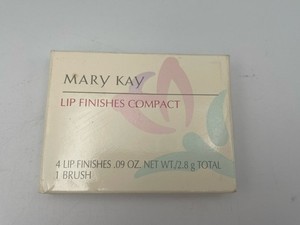 MARY KAY
LIP FINISHES COMPACT
4 LIP FINISHES .09 OZ. NET WT./2.8 g TOTAL
1 BRUSH